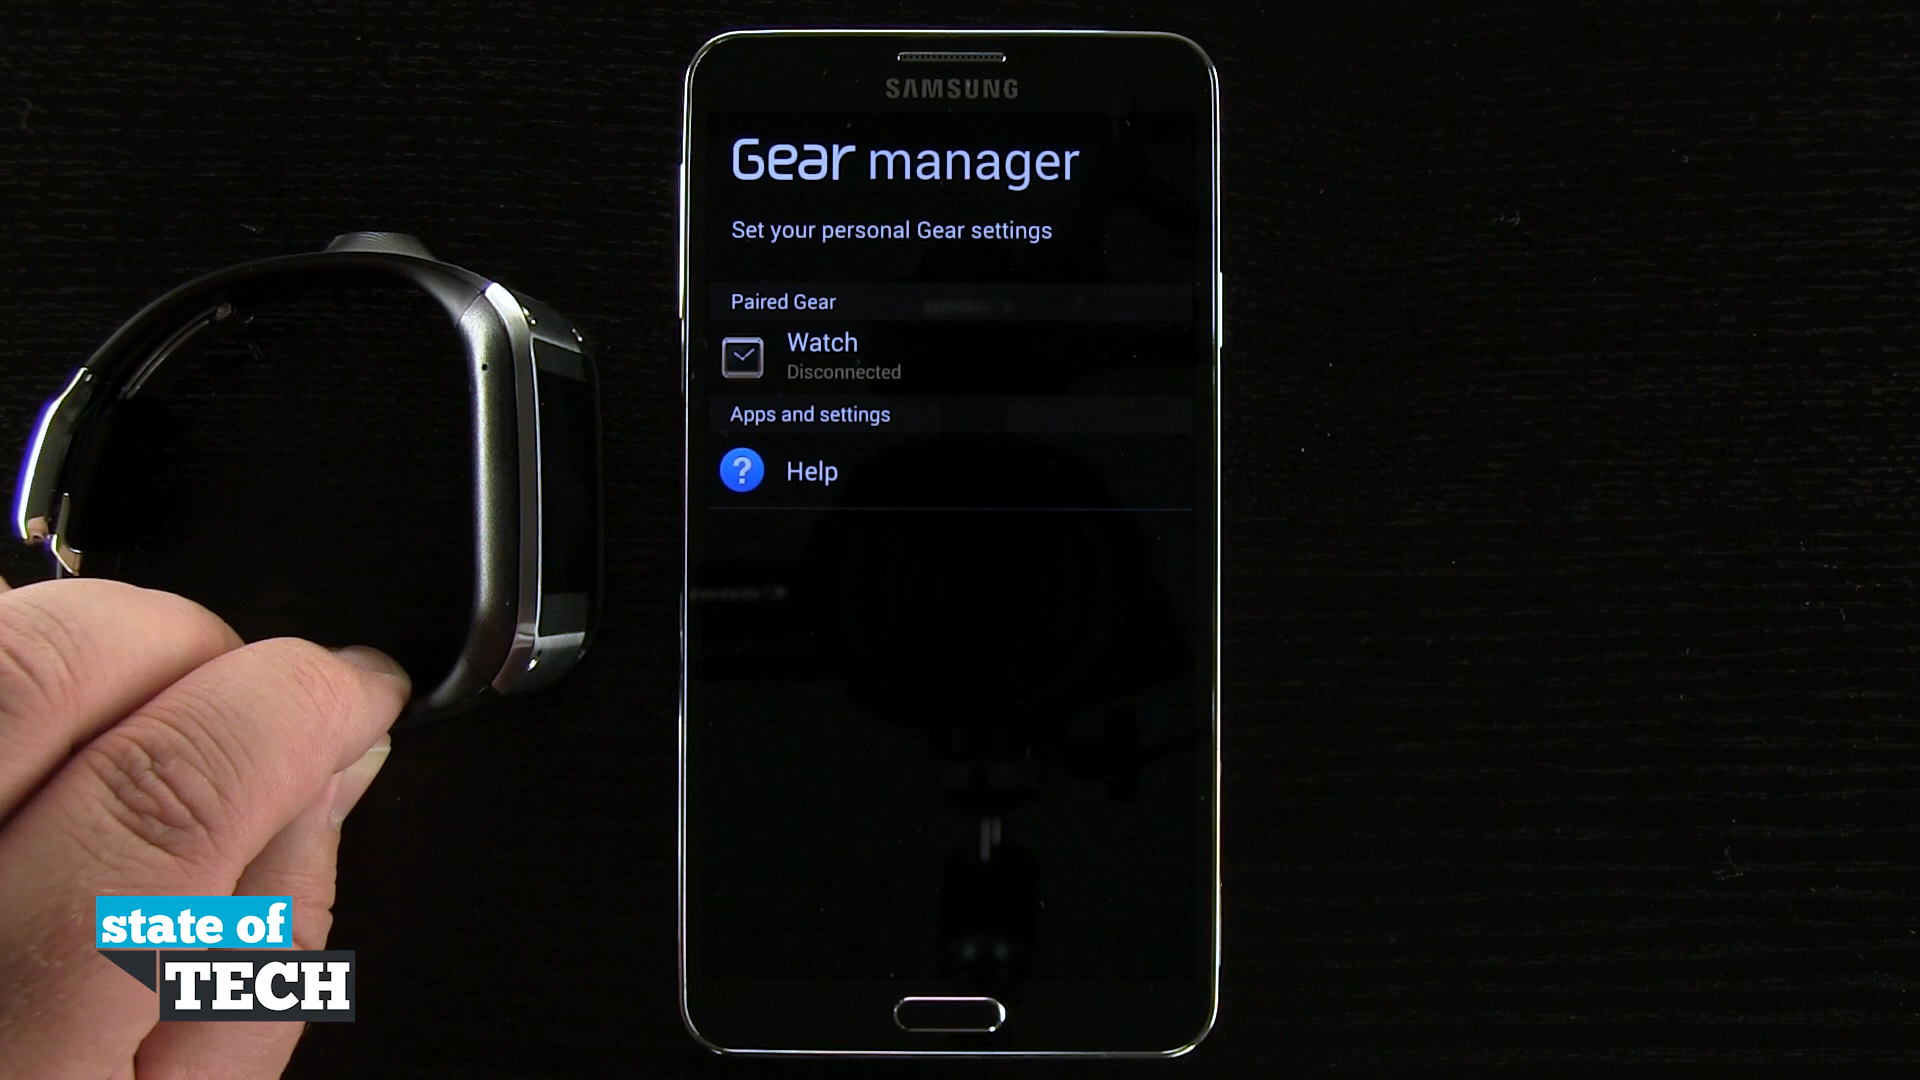 SAMSUNG
Gear manager
Set your personal Gear settings
Paired Gear
Watch
Disconnected
Apps and settings
?
Help
state of
TECH